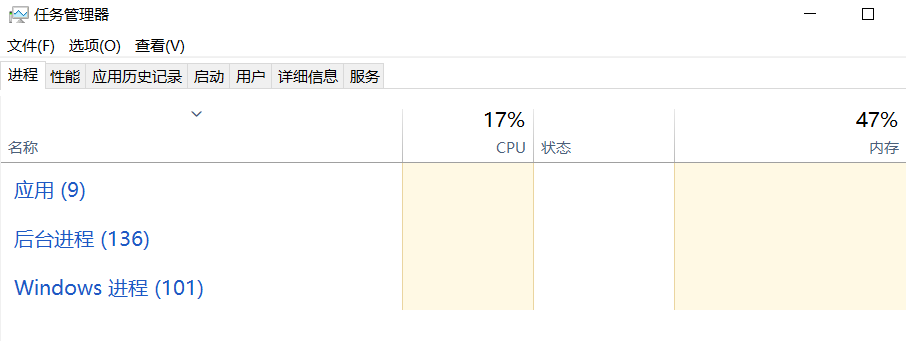 任务管理器
文件(F) 选项(O) 查看(V)
进程 性能 应用历史记录 启动 用户 详细信息 服务
17% 47%
名称 CPU 状态 内存
应用 (9)
后台进程 (136)
Windows 进程 (101)